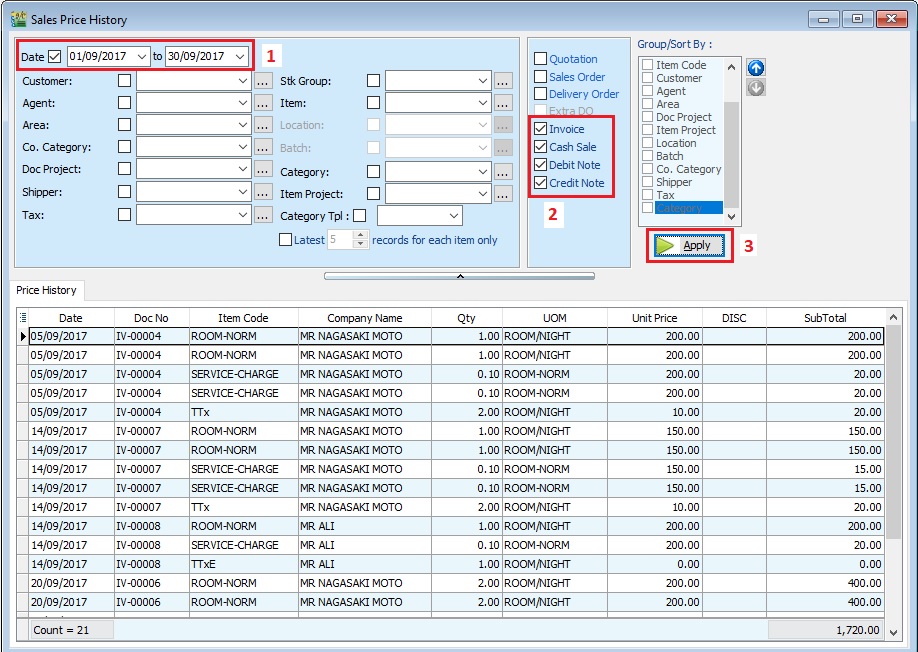 Sales Price History
Date 01/09/2017 to 30/09/2017 1
Customer: ... Stk Group: ...
Agent: ... Item: ...
Area: ... Location: ...
Co. Category: ... Batch: ...
Doc Project: ... Category: ...
Shipper: ... Item Project: ...
Tax: ... Category Tpl :
Latest 5 records for each item only
Quotation
Sales Order
Delivery Order
Extra DO
Invoice
Cash Sale
Debit Note
Credit Note
2
Group/Sort By :
Item Code
Customer
Agent
Area
Doc Project
Item Project
Location
Batch
Co. Category
Shipper
Tax
Category
Apply 3
Price History
Date Doc No Item Code Company Name Qty UOM Unit Price DISC SubTotal
05/09/2017 IV-00004 ROOM-NORM MR NAGASAKI MOTO 1.00 ROOM/NIGHT 200.00 200.00
05/09/2017 IV-00004 ROOM-NORM MR NAGASAKI MOTO 1.00 ROOM/NIGHT 200.00 200.00
05/09/2017 IV-00004 SERVICE-CHARGE MR NAGASAKI MOTO 0.10 ROOM-NORM 200.00 20.00
05/09/2017 IV-00004 SERVICE-CHARGE MR NAGASAKI MOTO 0.10 ROOM-NORM 200.00 20.00
05/09/2017 IV-00004 TTx MR NAGASAKI MOTO 2.00 ROOM/NIGHT 10.00 20.00
14/09/2017 IV-00007 ROOM-NORM MR NAGASAKI MOTO 1.00 ROOM/NIGHT 150.00 150.00
14/09/2017 IV-00007 ROOM-NORM MR NAGASAKI MOTO 1.00 ROOM/NIGHT 150.00 150.00
14/09/2017 IV-00007 SERVICE-CHARGE MR NAGASAKI MOTO 0.10 ROOM-NORM 150.00 15.00
14/09/2017 IV-00007 SERVICE-CHARGE MR NAGASAKI MOTO 0.10 ROOM-NORM 150.00 15.00
14/09/2017 IV-00007 TTx MR NAGASAKI MOTO 2.00 ROOM/NIGHT 10.00 20.00
14/09/2017 IV-00008 ROOM-NORM MR ALI 1.00 ROOM/NIGHT 200.00 200.00
14/09/2017 IV-00008 SERVICE-CHARGE MR ALI 0.10 ROOM-NORM 200.00 20.00
14/09/2017 IV-00008 TTxE MR ALI 1.00 ROOM/NIGHT 0.00 0.00
20/09/2017 IV-00006 ROOM-NORM MR NAGASAKI MOTO 2.00 ROOM/NIGHT 200.00 400.00
20/09/2017 IV-00006 ROOM-NORM MR NAGASAKI MOTO 2.00 ROOM/NIGHT 200.00 400.00
Count = 21 1,720.00